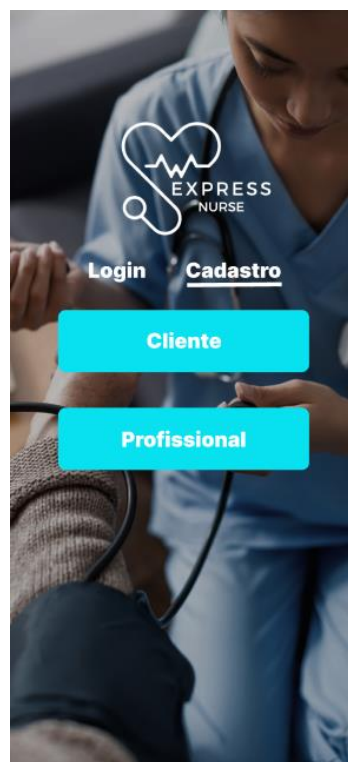 EXPRESS
NURSE
Login Cadastro
Cliente
Profissional